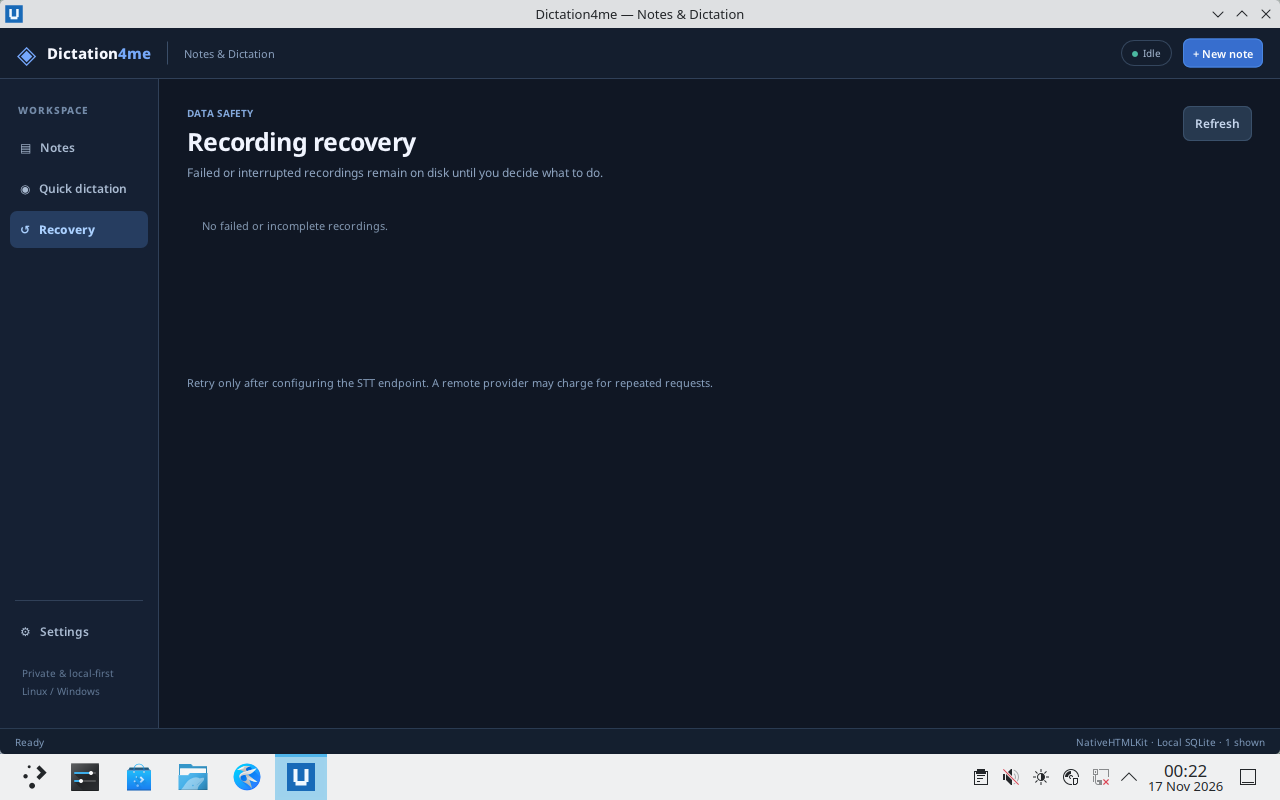 Dictation4me — Notes & Dictation
Dictation4me
Notes & Dictation
Idle
+ New note
WORKSPACE
Notes
Quick dictation
Recovery
DATA SAFETY
Recording recovery
Refresh
Failed or interrupted recordings remain on disk until you decide what to do.
No failed or incomplete recordings.
Retry only after configuring the STT endpoint. A remote provider may charge for repeated requests.
Settings
Private & local-first
Linux / Windows
Ready
NativeHTMLKit · Local SQLite · 1 shown
00:22
17 Nov 2026